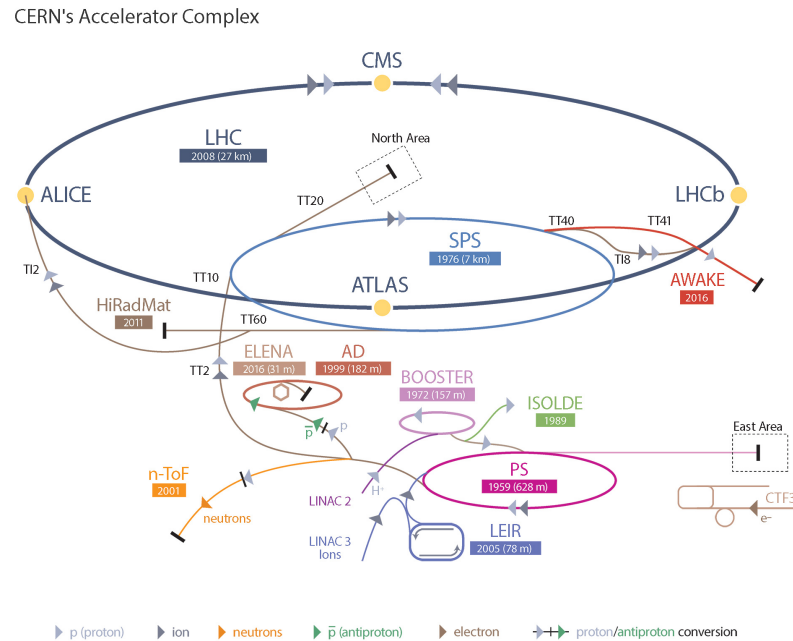 CERN's Accelerator Complex
CMS
LHC
2008 (27 km)
North Area
ALICE
LHCb
TT20
TT40
TT41
SPS
1976 (7 km)
TI2
TT10
TI8
AWAKE
2016
ATLAS
HiRadMat
2011
TT60
ELENA
2016 (31 m)
AD
1999 (182 m)
TT2
BOOSTER
1972 (157 m)
ISOLDE
1989
p̅
p
East Area
n-ToF
2001
PS
1959 (628 m)
LINAC 2
H⁺
neutrons
CTF3
e-
LINAC 3
Ions
LEIR
2005 (78 m)
p (proton)
ion
neutrons
p̅ (antiproton)
electron
proton/antiproton conversion